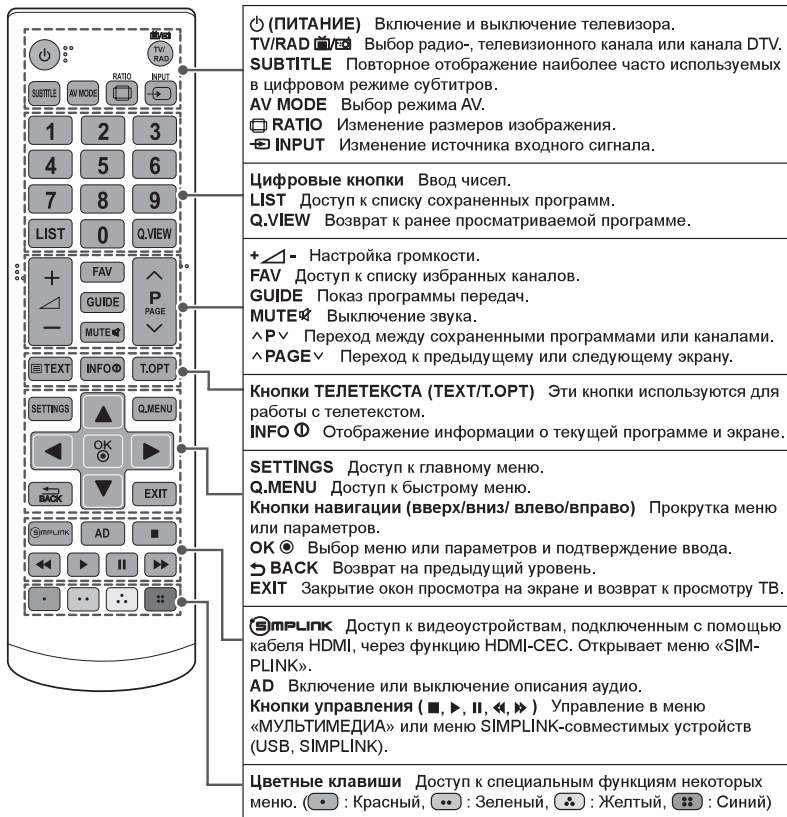 TV/RAD
SUBTITLE AV MODE RATIO INPUT
1 2 3
4 5 6
7 8 9
LIST 0 Q.VIEW
+ FAV
GUIDE P PAGE
- MUTE
TEXT INFO T.OPT
SETTINGS Q.MENU
OK
BACK EXIT
SIMPLINK AD ■
◀◀ ▶ II ▶▶
(ПИТАНИЕ) Включение и выключение телевизора.
TV/RAD Выбор радио-, телевизионного канала или канала DTV.
SUBTITLE Повторное отображение наиболее часто используемых
в цифровом режиме субтитров.
AV MODE Выбор режима AV.
RATIO Изменение размеров изображения.
INPUT Изменение источника входного сигнала.
Цифровые кнопки Ввод чисел.
LIST Доступ к списку сохраненных программ.
Q.VIEW Возврат к ранее просматриваемой программе.
+ - Настройка громкости.
FAV Доступ к списку избранных каналов.
GUIDE Показ программы передач.
MUTE Выключение звука.
^P˅ Переход между сохраненными программами или каналами.
^PAGE˅ Переход к предыдущему или следующему экрану.
Кнопки ТЕЛЕТЕКСТА (TEXT/T.OPT) Эти кнопки используются для
работы с телетекстом.
INFO Отображение информации о текущей программе и экране.
SETTINGS Доступ к главному меню.
Q.MENU Доступ к быстрому меню.
Кнопки навигации (вверх/вниз/ влево/вправо) Прокрутка меню
или параметров.
OK Выбор меню или параметров и подтверждение ввода.
BACK Возврат на предыдущий уровень.
EXIT Закрытие окон просмотра на экране и возврат к просмотру ТВ.
SIMPLINK Доступ к видеоустройствам, подключенным с помощью
кабеля HDMI, через функцию HDMI-CEC. Открывает меню «SIM-
PLINK».
AD Включение или выключение описания аудио.
Кнопки управления (■, ▶, II, ◀◀, ▶▶) Управление в меню
«МУЛЬТИМЕДИА» или меню SIMPLINK-совместимых устройств
(USB, SIMPLINK).
Цветные клавиши Доступ к специальным функциям некоторых
меню. ( : Красный, : Зеленый, : Желтый, : Синий)